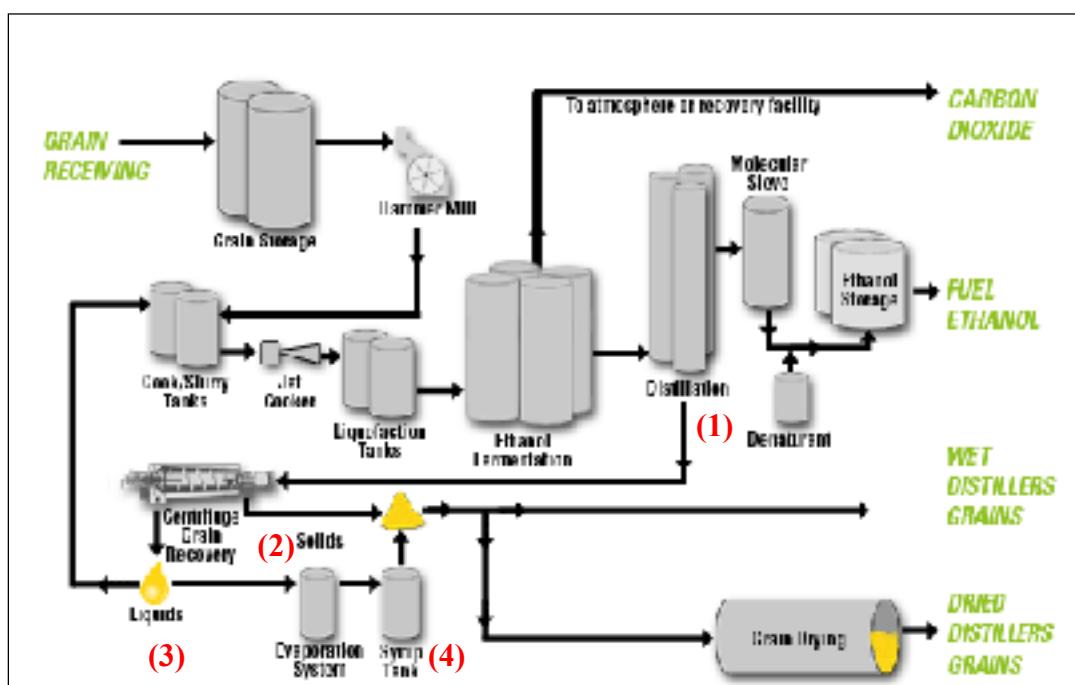 To atmosphere or recovery facility
CARBON
DIOXIDE
GRAIN
RECEIVING
Molecular
Sieve
Hammer Mill
Grain Storage
Ethanol
Storage
FUEL
ETHANOL
Cook/Slurry
Tanks
Jet
Cooker
Liquefaction
Tanks
Ethanol
Fermentation
Distillation
(1)
Denaturant
WET
DISTILLERS
GRAINS
Centrifuge
Grain
Recovery
(2)
Solids
Liquids
(3)
Evaporation
System
Syrup
Tank
(4)
Grain Drying
DRIED
DISTILLERS
GRAINS